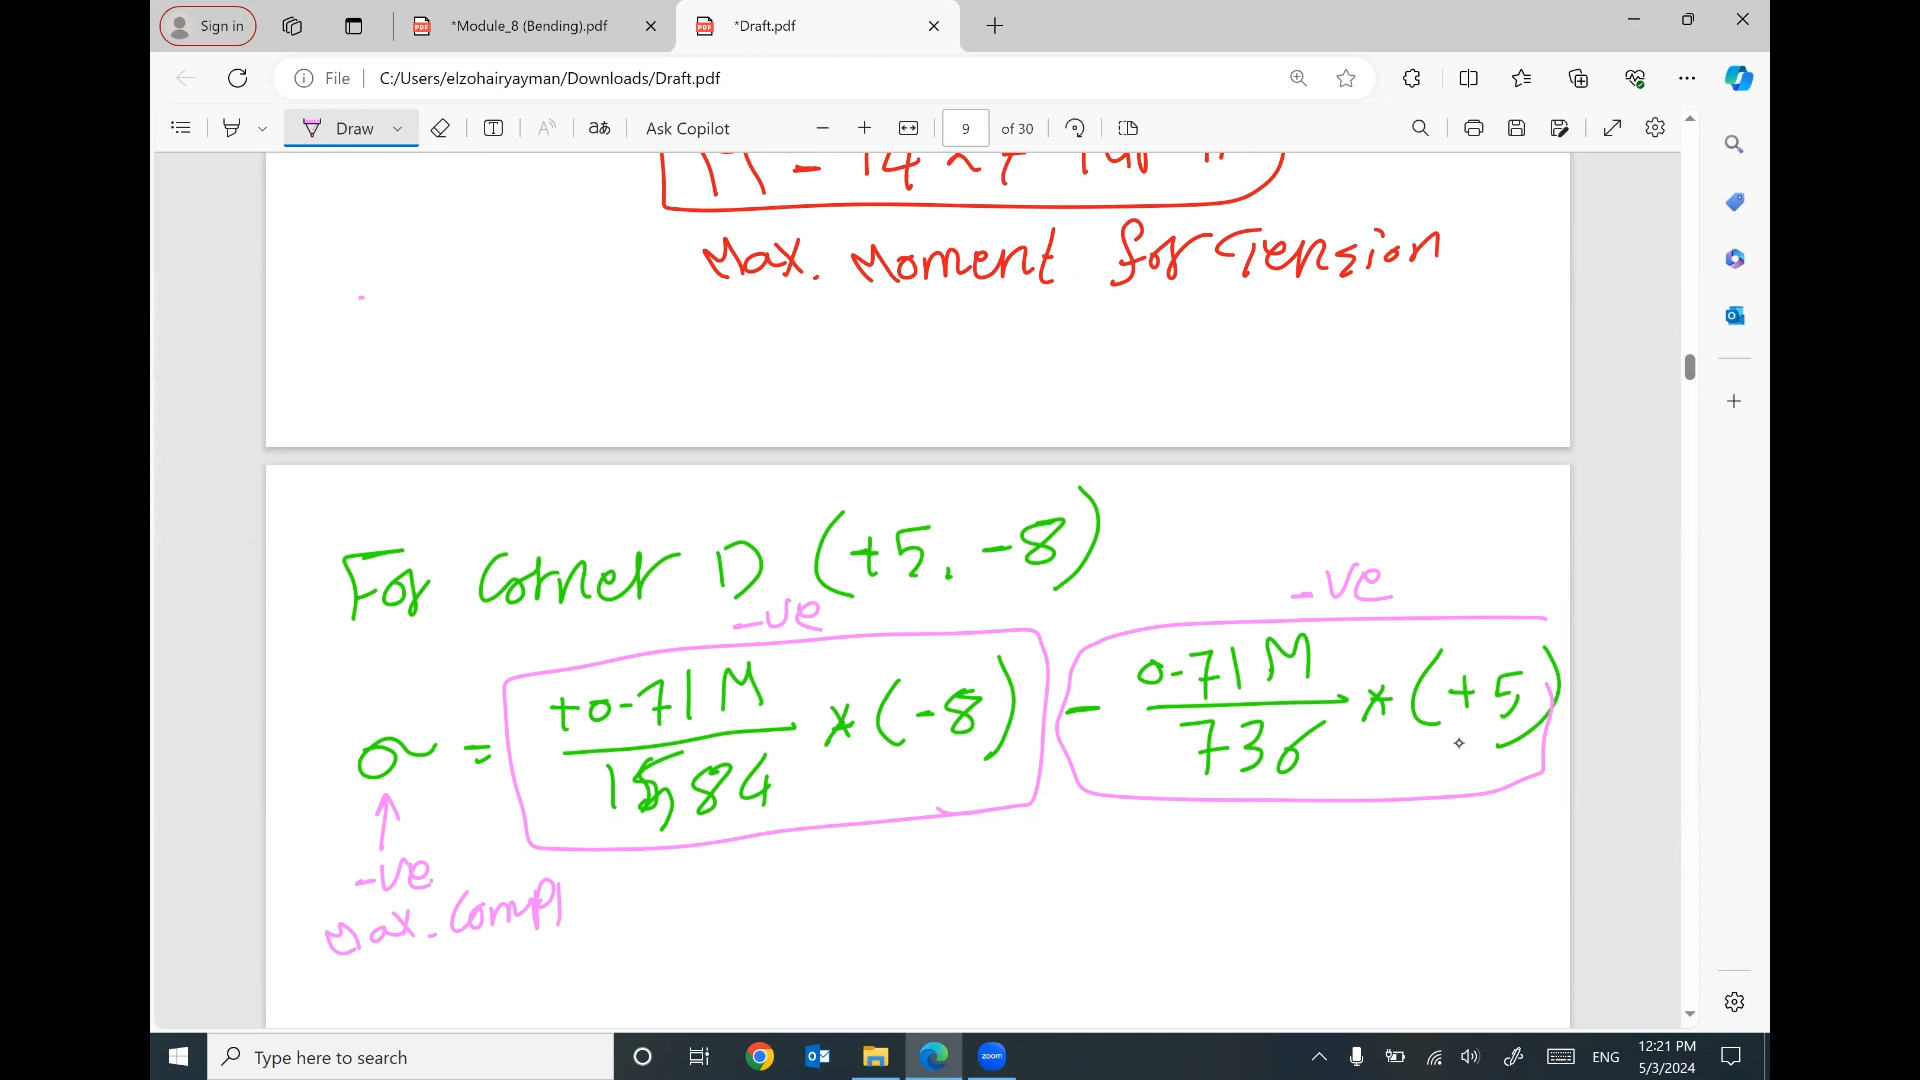 Sign in
*Module_8 (Bending).pdf
*Draft.pdf
File
C:/Users/elzohairyayman/Downloads/Draft.pdf
Draw
Ask Copilot
9 of 30
Max. Moment for Tension
For Corner D (+5, -8)
-ve
-ve
σ = +0.71 M / 1584 * (-8) - 0.71 M / 736 * (+5)
-ve
Max. Comp
Type here to search
zoom
ENG
12:21 PM
5/3/2024